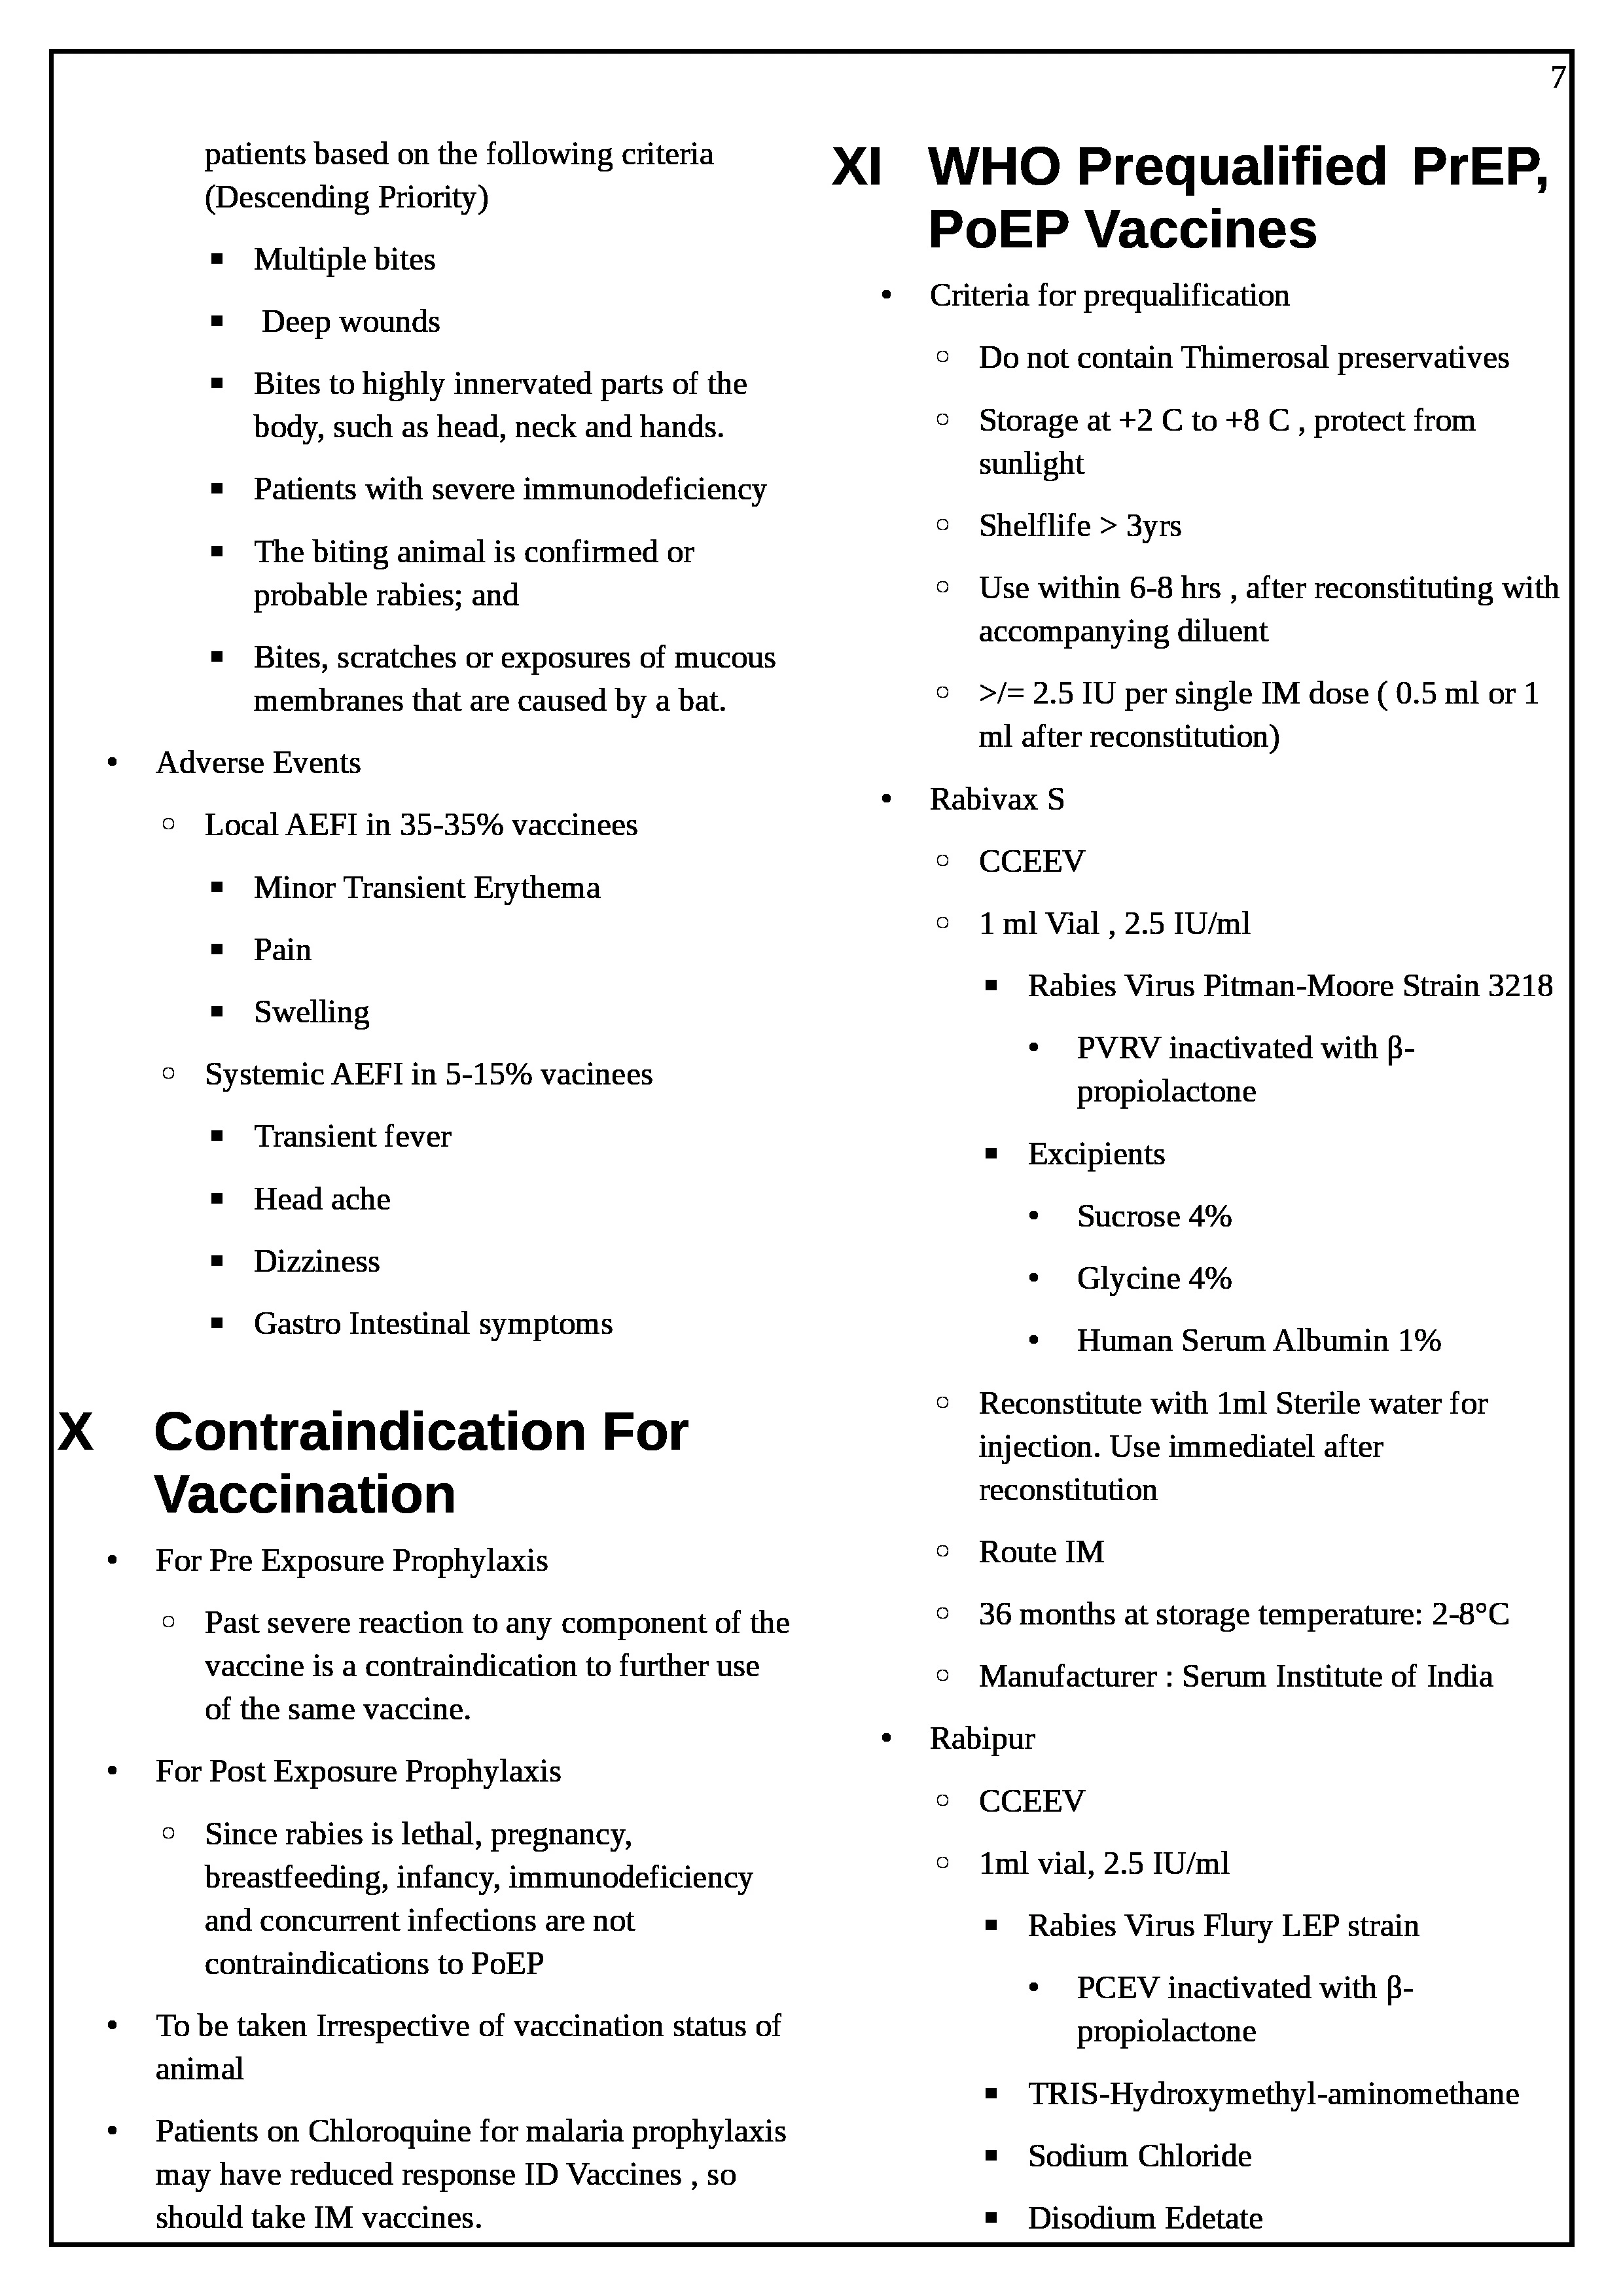 7
patients based on the following criteria
(Descending Priority)
▪ Multiple bites
▪ Deep wounds
▪ Bites to highly innervated parts of the
body, such as head, neck and hands.
▪ Patients with severe immunodeficiency
▪ The biting animal is confirmed or
probable rabies; and
▪ Bites, scratches or exposures of mucous
membranes that are caused by a bat.
• Adverse Events
○ Local AEFI in 35-35% vaccinees
▪ Minor Transient Erythema
▪ Pain
▪ Swelling
○ Systemic AEFI in 5-15% vacinees
▪ Transient fever
▪ Head ache
▪ Dizziness
▪ Gastro Intestinal symptoms
X Contraindication For
Vaccination
• For Pre Exposure Prophylaxis
○ Past severe reaction to any component of the
vaccine is a contraindication to further use
of the same vaccine.
• For Post Exposure Prophylaxis
○ Since rabies is lethal, pregnancy,
breastfeeding, infancy, immunodeficiency
and concurrent infections are not
contraindications to PoEP
• To be taken Irrespective of vaccination status of
animal
• Patients on Chloroquine for malaria prophylaxis
may have reduced response ID Vaccines , so
should take IM vaccines.
XI WHO Prequalified PrEP,
PoEP Vaccines
• Criteria for prequalification
○ Do not contain Thimerosal preservatives
○ Storage at +2 C to +8 C , protect from
sunlight
○ Shelflife > 3yrs
○ Use within 6-8 hrs , after reconstituting with
accompanying diluent
○ >/= 2.5 IU per single IM dose ( 0.5 ml or 1
ml after reconstitution)
• Rabivax S
○ CCEEV
○ 1 ml Vial , 2.5 IU/ml
▪ Rabies Virus Pitman-Moore Strain 3218
• PVRV inactivated with β-
propiolactone
▪ Excipients
• Sucrose 4%
• Glycine 4%
• Human Serum Albumin 1%
○ Reconstitute with 1ml Sterile water for
injection. Use immediatel after
reconstitution
○ Route IM
○ 36 months at storage temperature: 2-8°C
○ Manufacturer : Serum Institute of India
• Rabipur
○ CCEEV
○ 1ml vial, 2.5 IU/ml
▪ Rabies Virus Flury LEP strain
• PCEV inactivated with β-
propiolactone
▪ TRIS-Hydroxymethyl-aminomethane
▪ Sodium Chloride
▪ Disodium Edetate